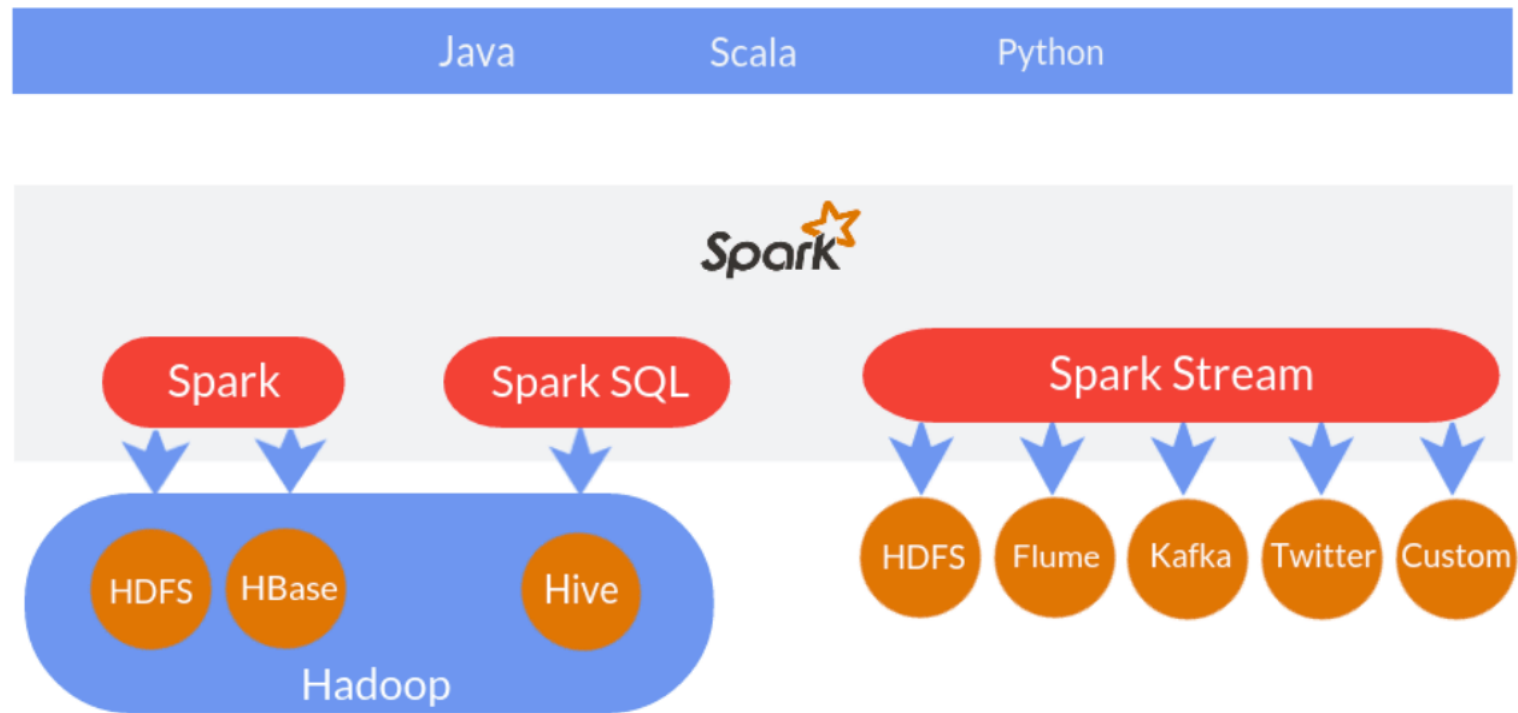 Java Scala Python
Spark
Spark Spark SQL Spark Stream
HDFS HBase Hive HDFS Flume Kafka Twitter Custom
Hadoop